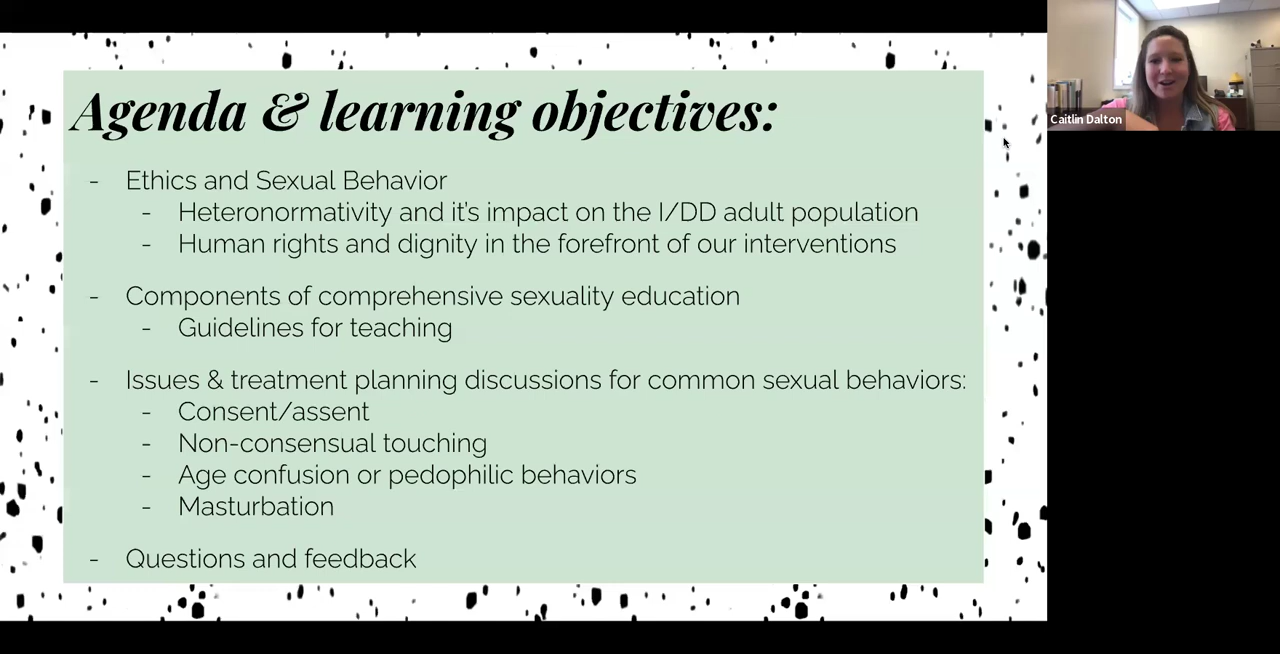 Agenda & learning objectives:
- Ethics and Sexual Behavior
- Heteronormativity and it's impact on the I/DD adult population
- Human rights and dignity in the forefront of our interventions
- Components of comprehensive sexuality education
- Guidelines for teaching
- Issues & treatment planning discussions for common sexual behaviors:
- Consent/assent
- Non-consensual touching
- Age confusion or pedophilic behaviors
- Masturbation
- Questions and feedback
Caitlin Dalton